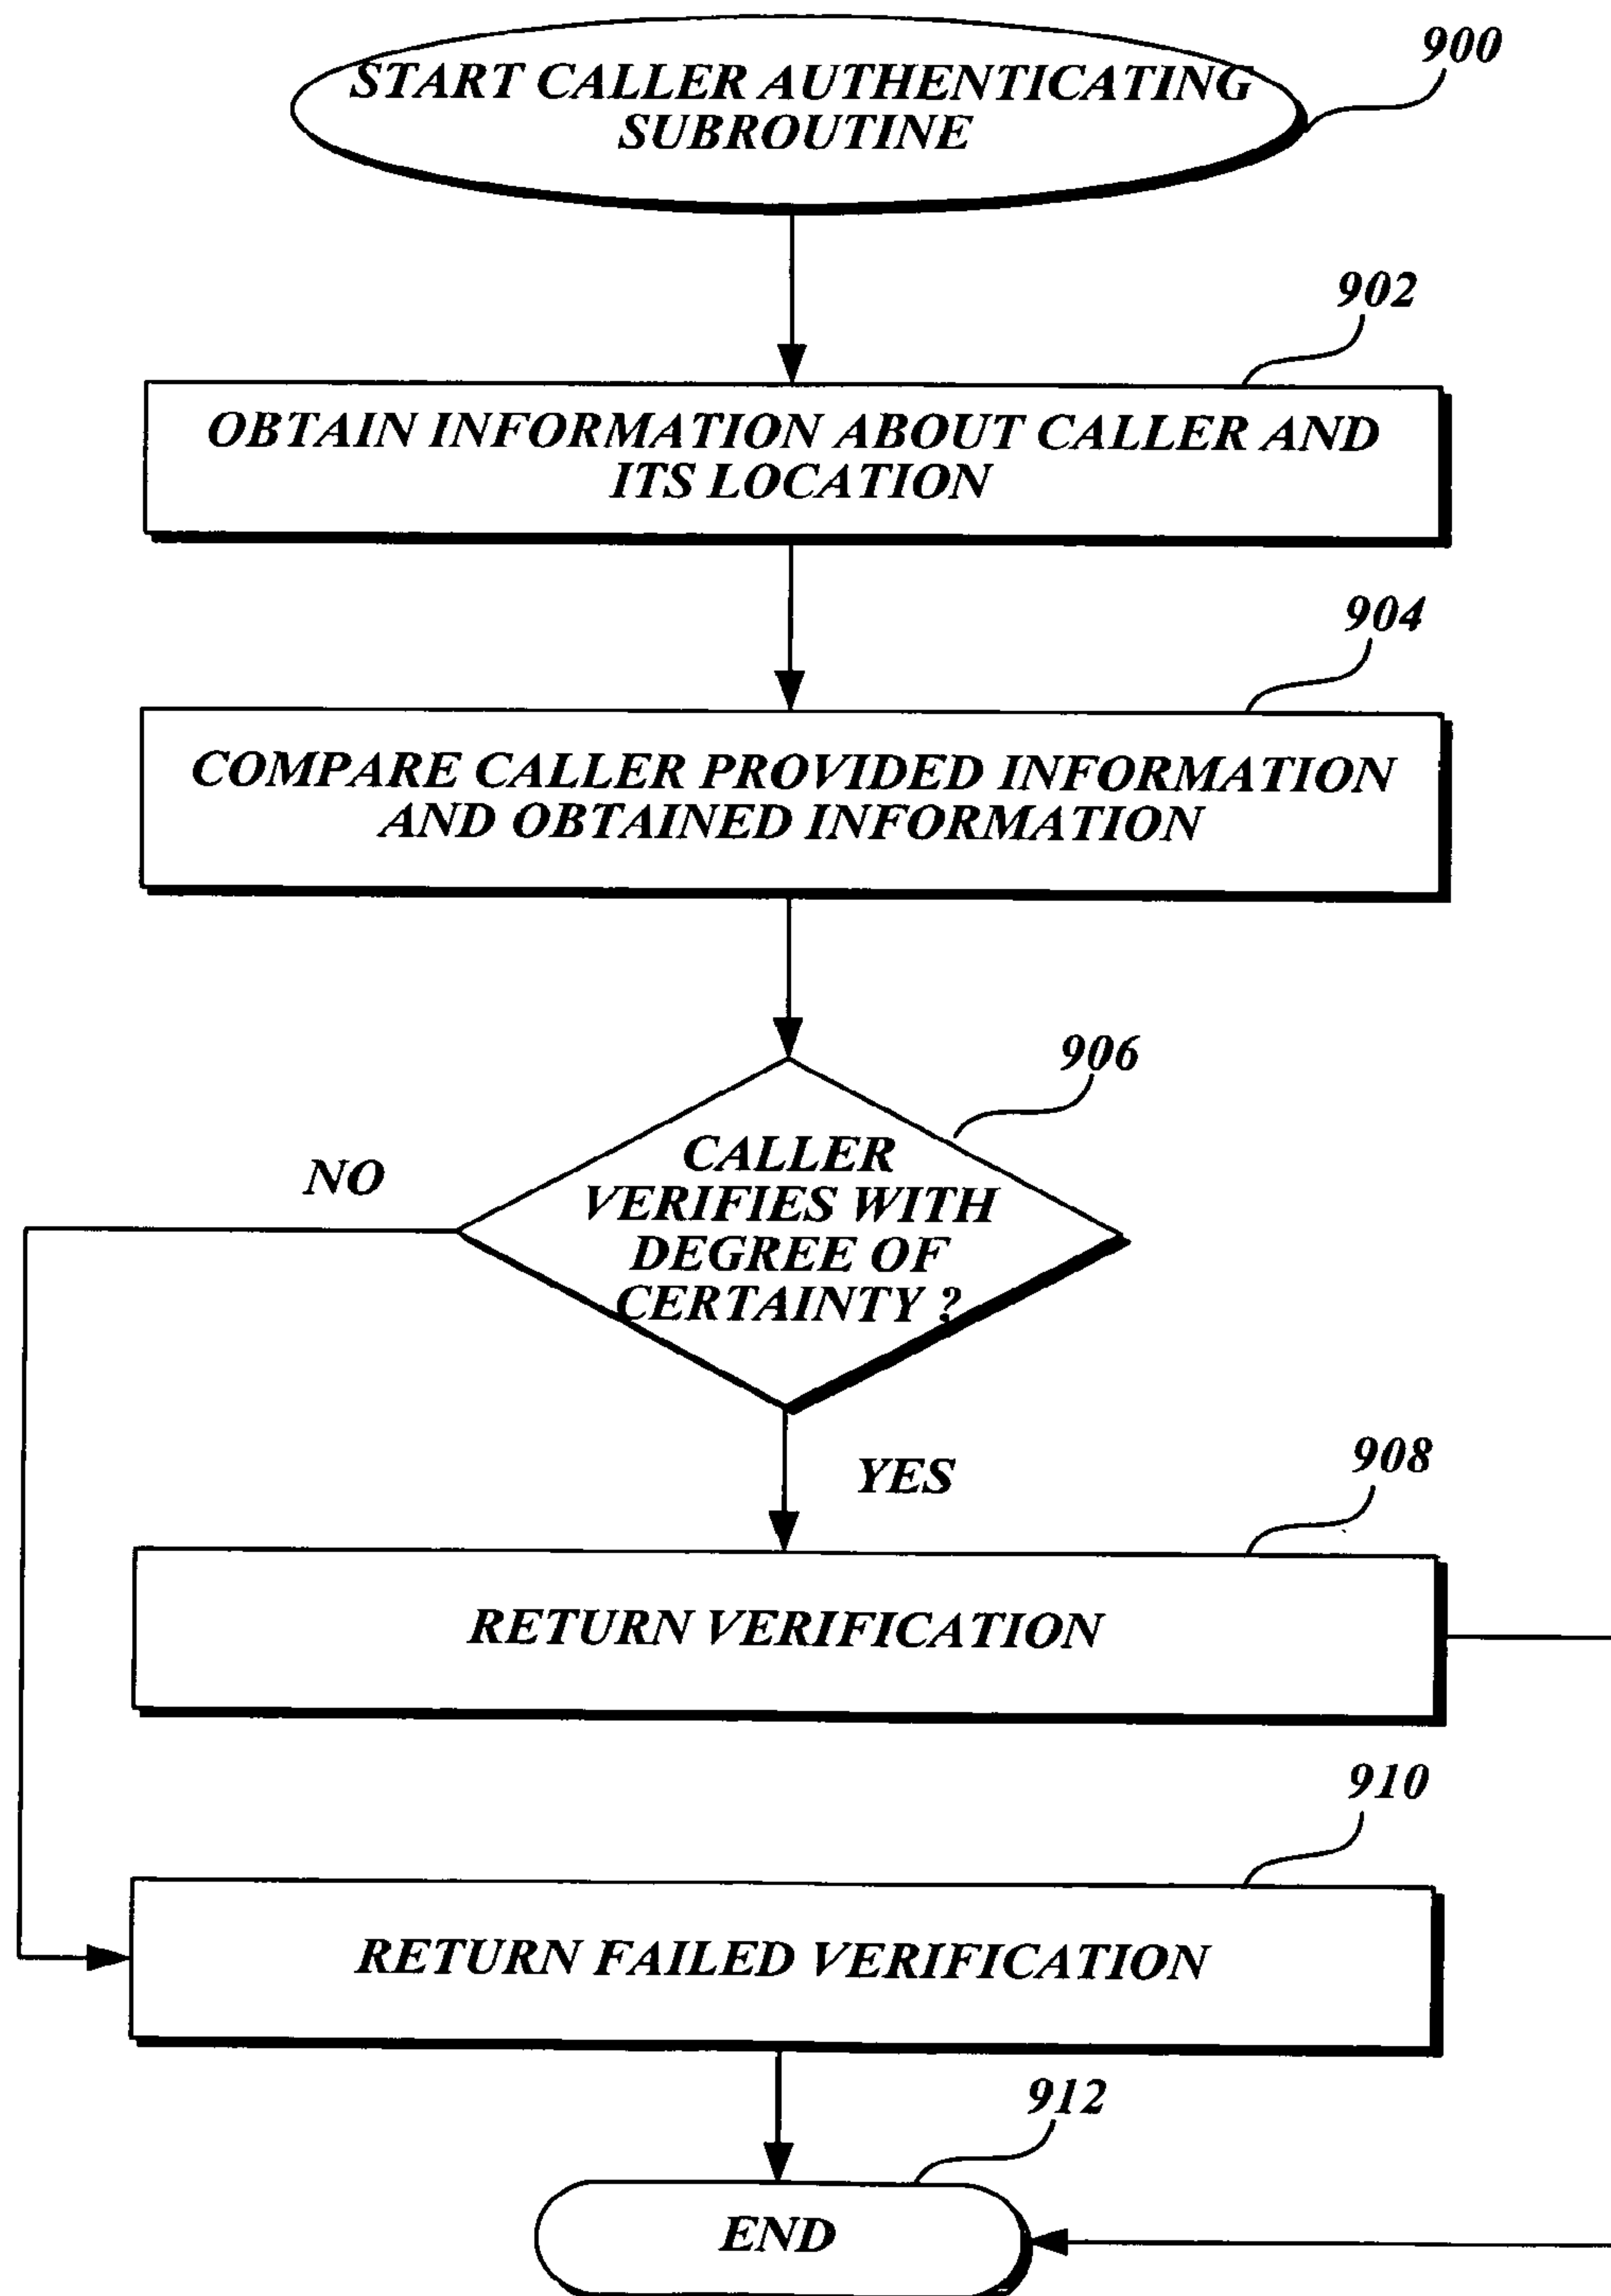 900
START CALLER AUTHENTICATING
SUBROUTINE
902
OBTAIN INFORMATION ABOUT CALLER AND
ITS LOCATION
904
COMPARE CALLER PROVIDED INFORMATION
AND OBTAINED INFORMATION
906
CALLER
VERIFIES WITH
DEGREE OF
CERTAINTY ?
NO
YES
908
RETURN VERIFICATION
910
RETURN FAILED VERIFICATION
912
END